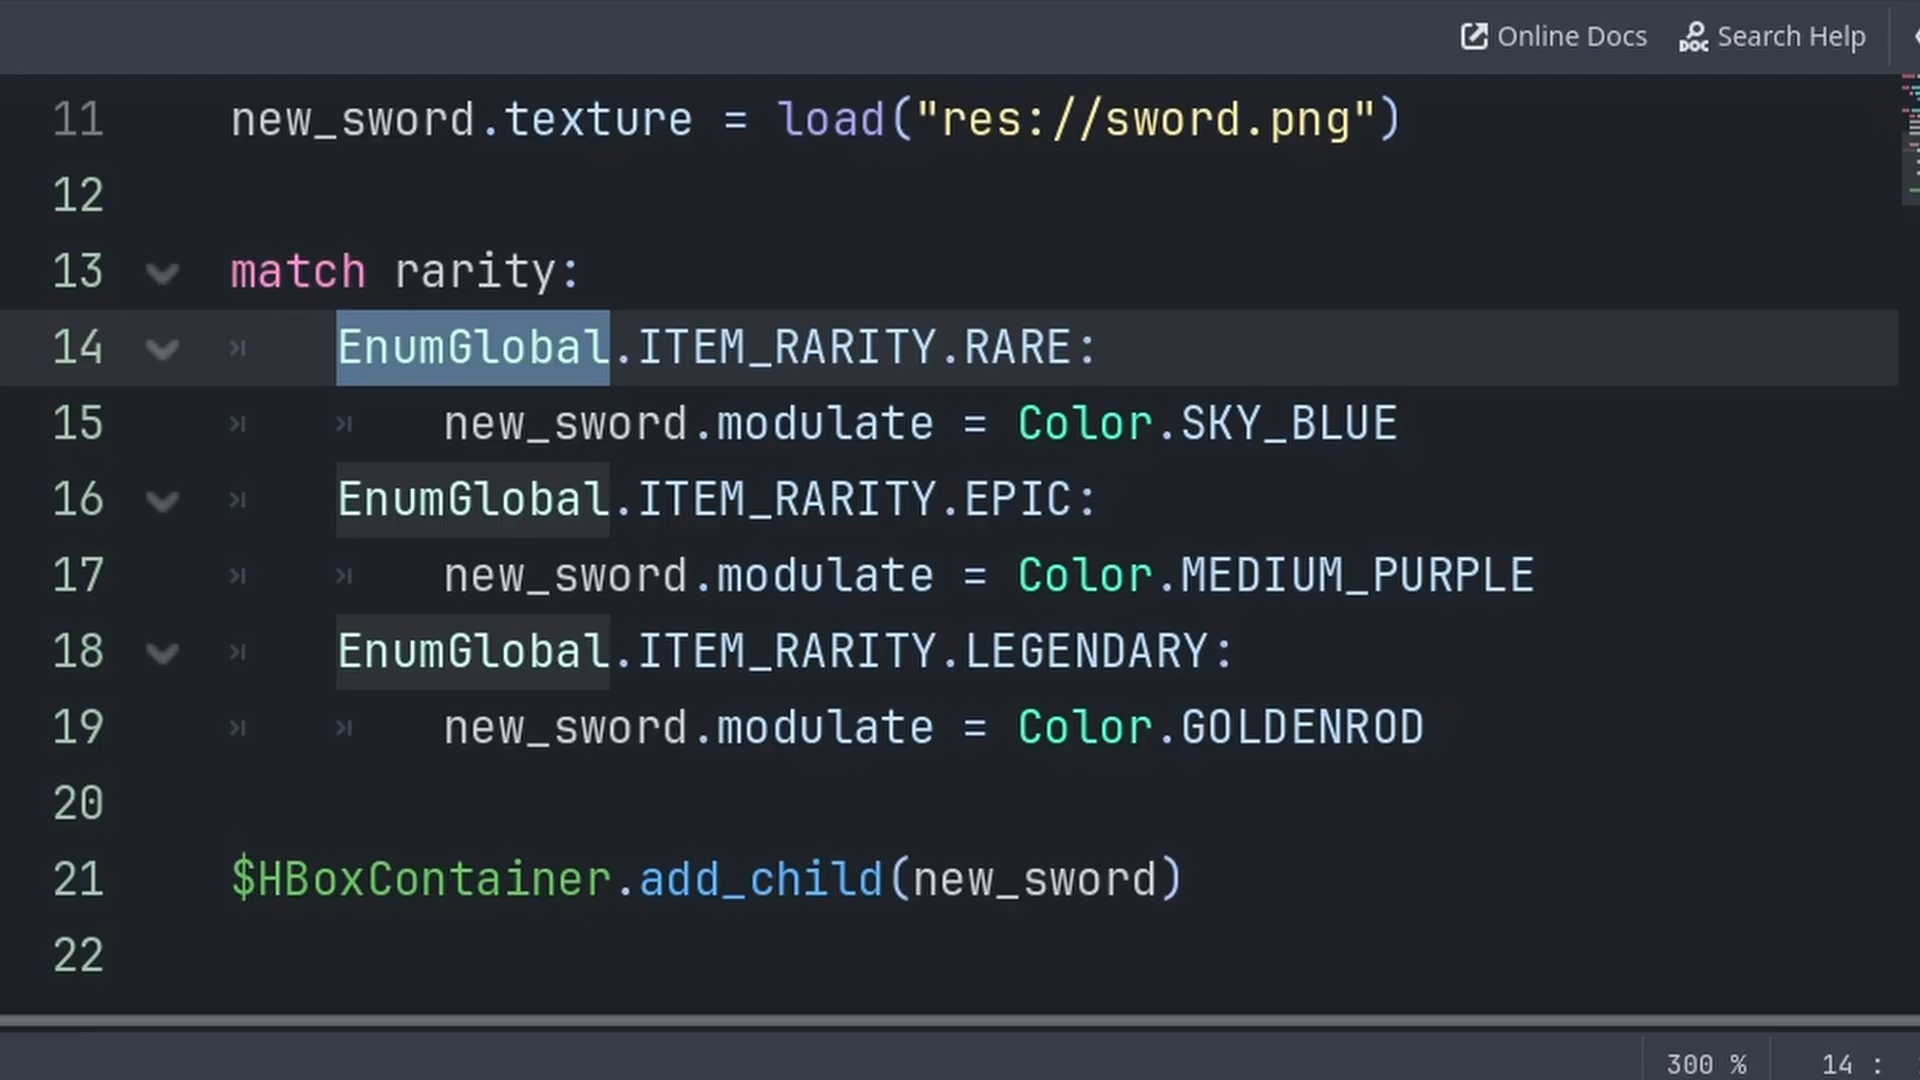 Online Docs Search Help
11 new_sword.texture = load("res://sword.png")
12
13 match rarity:
14 EnumGlobal.ITEM_RARITY.RARE:
15 new_sword.modulate = Color.SKY_BLUE
16 EnumGlobal.ITEM_RARITY.EPIC:
17 new_sword.modulate = Color.MEDIUM_PURPLE
18 EnumGlobal.ITEM_RARITY.LEGENDARY:
19 new_sword.modulate = Color.GOLDENROD
20
21 $HBoxContainer.add_child(new_sword)
22
300 % 14 :